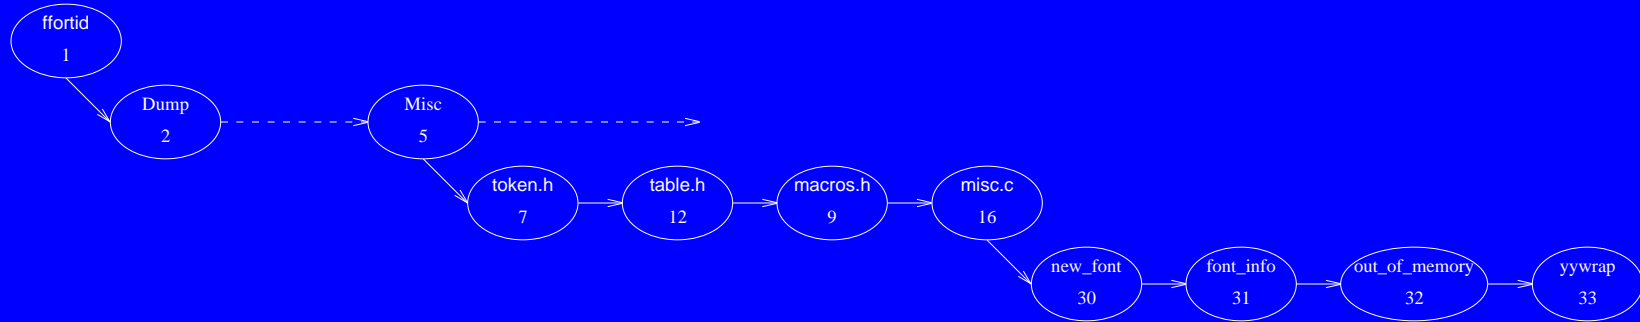 ffortid
1
Dump
2
Misc
5
token.h
7
table.h
12
macros.h
9
misc.c
16
new_font
30
font_info
31
out_of_memory
32
yywrap
33